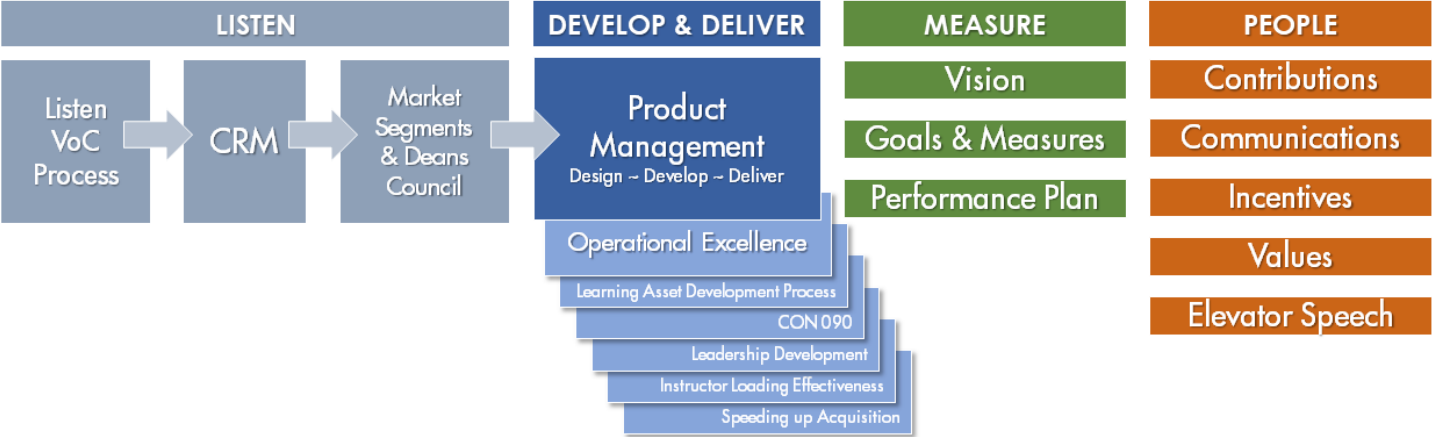 LISTEN
Listen
VoC
Process
CRM
Market
Segments
& Deans
Council
DEVELOP & DELIVER
Product
Management
Design ~ Develop ~ Deliver
Operational Excellence
Learning Asset Development Process
CON 090
Leadership Development
Instructor Loading Effectiveness
Speeding up Acquisition
MEASURE
Vision
Goals & Measures
Performance Plan
PEOPLE
Contributions
Communications
Incentives
Values
Elevator Speech